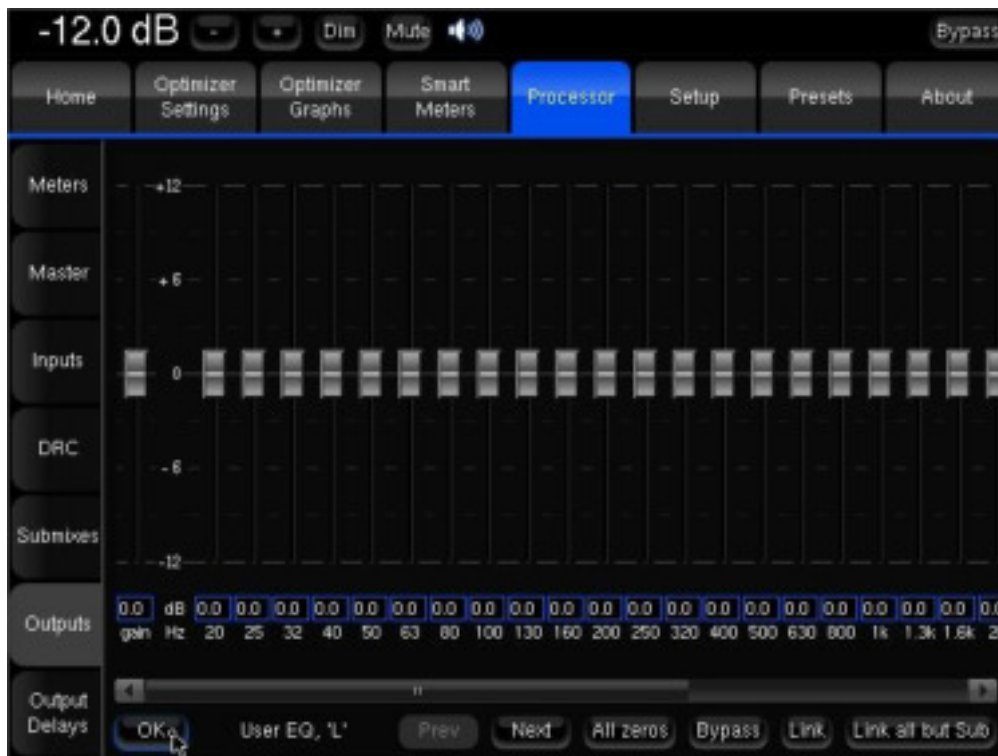 -12.0 dB - + Dim Mute Bypass
Home Optimizer Settings Optimizer Graphs Smart Meters Processor Setup Presets About
Meters
Master
Inputs
DRC
Submixes
Outputs
Output Delays
+12
+6
0
-6
-12
0.0 dB 0.0 0.0 0.0 0.0 0.0 0.0 0.0 0.0 0.0 0.0 0.0 0.0 0.0 0.0 0.0 0.0 0.0 0.0 0.0 0.0
gain Hz 20 25 32 40 50 63 80 100 130 160 200 250 320 400 500 630 800 1k 1.3k 1.6k
OK User EQ, 'L' Prev Next All zeros Bypass Link Link all but Sub